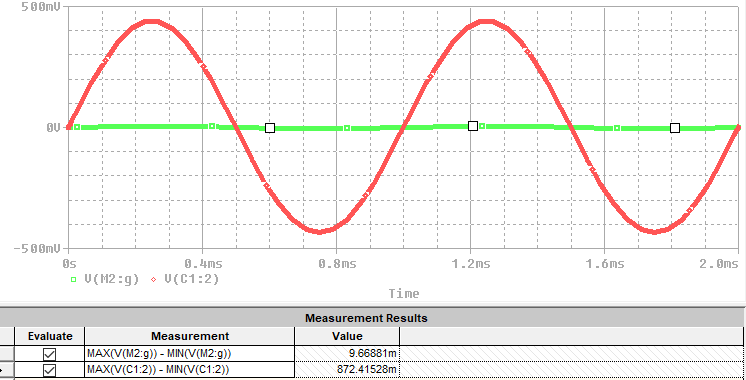 500mV
0V
-500mV
0s 0.4ms 0.8ms 1.2ms 1.6ms 2.0ms
V(M2:g) V(C1:2)
Time
Measurement Results
Evaluate Measurement Value
MAX(V(M2:g)) - MIN(V(M2:g)) 9.66881m
MAX(V(C1:2)) - MIN(V(C1:2)) 872.41528m